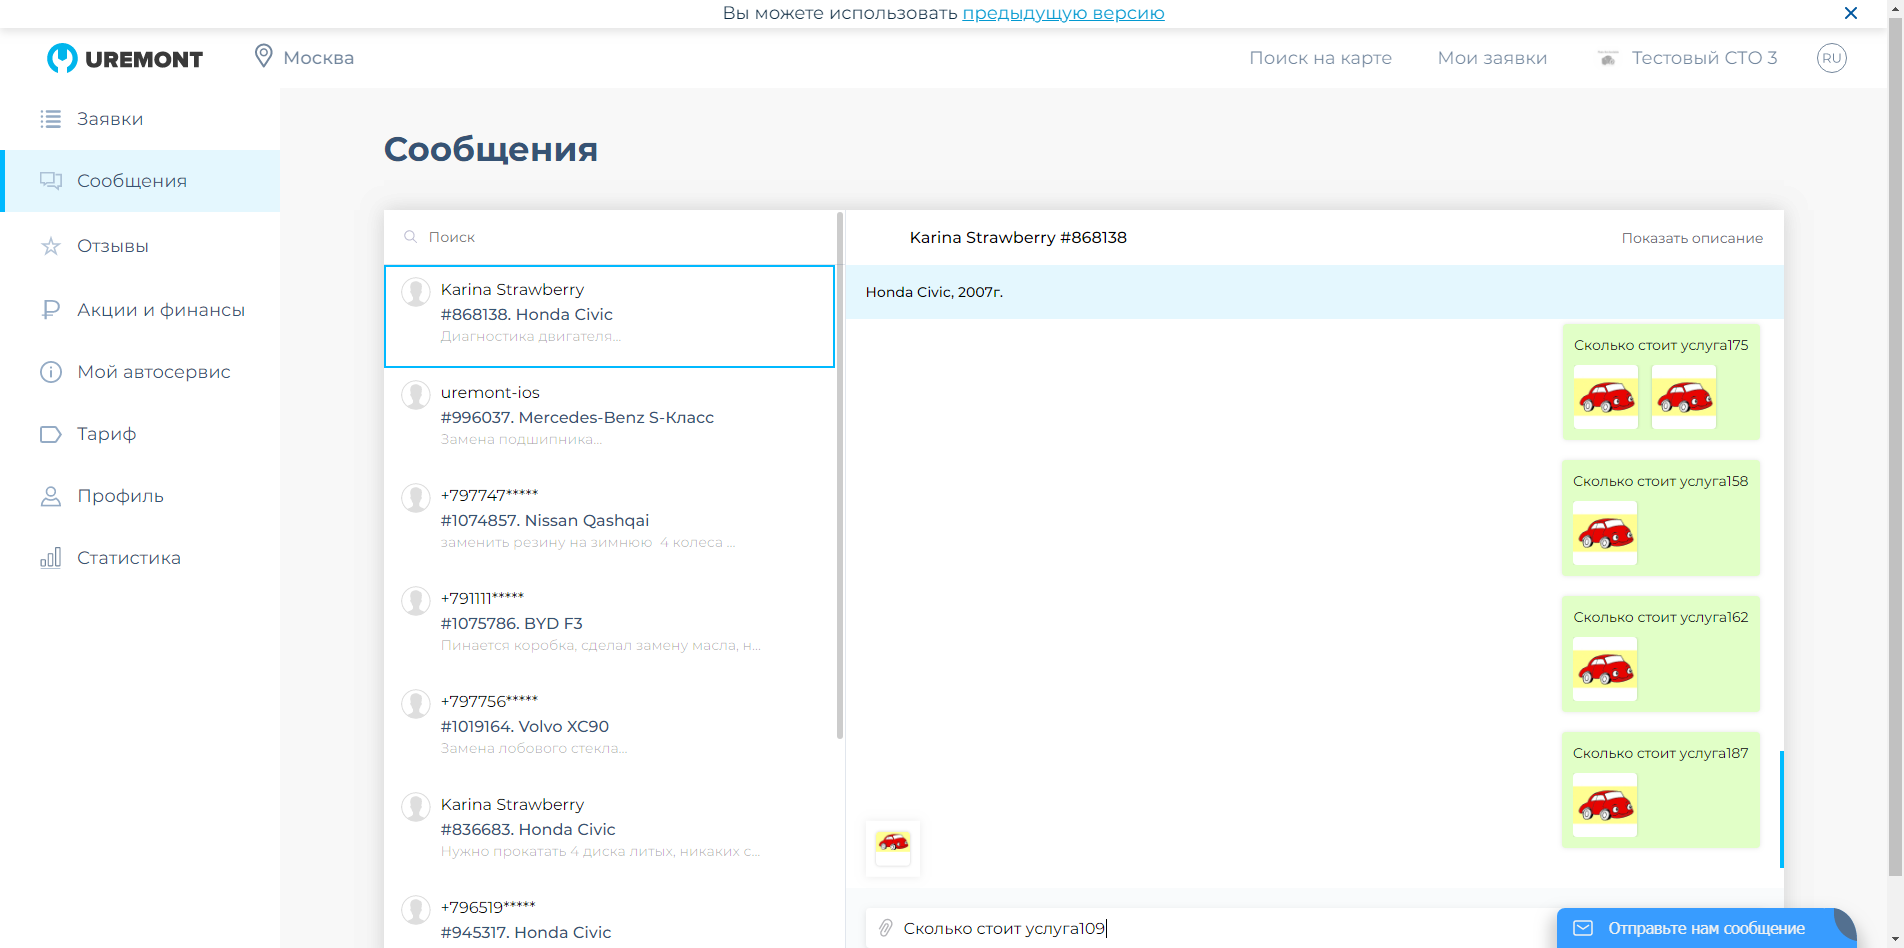 Вы можете использовать предыдущую версию
UREMONT
Москва
Поиск на карте
Мои заявки
Тестовый СТО 3
RU
Заявки
Сообщения
Отзывы
Акции и финансы
Мой автосервис
Тариф
Профиль
Статистика
Сообщения
Поиск
Karina Strawberry
#868138. Honda Civic
Диагностика двигателя...
uremont-ios
#996037. Mercedes-Benz S-Класс
Замена подшипника...
+797747*****
#1074857. Nissan Qashqai
заменить резину на зимнюю 4 колеса ...
+791111*****
#1075786. BYD F3
Пинается коробка, сделал замену масла, н...
+797756*****
#1019164. Volvo XC90
Замена лобового стекла...
Karina Strawberry
#836683. Honda Civic
Нужно прокатать 4 диска литых, никаких с...
+796519*****
#945317. Honda Civic
Karina Strawberry #868138
Показать описание
Honda Civic, 2007г.
Сколько стоит услуга175
Сколько стоит услуга158
Сколько стоит услуга162
Сколько стоит услуга187
Сколько стоит услуга109
Отправьте нам сообщение